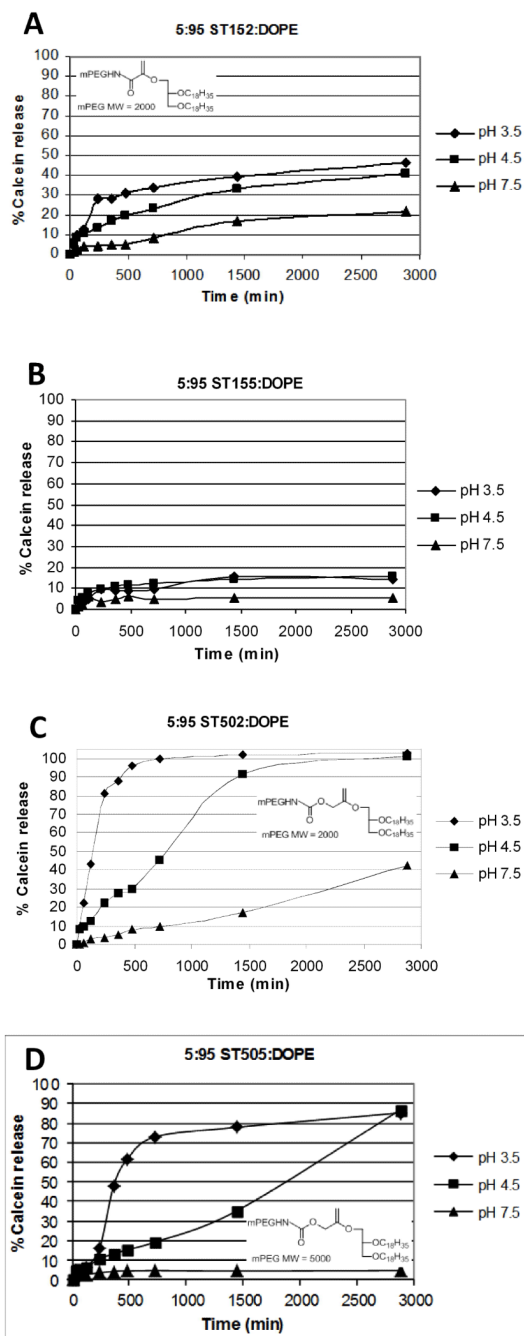 A
5:95 ST152:DOPE
% Calcein release
100
90
80
70
60
50
40
30
20
10
0
mPEGHN
O
O
OC18H35
OC18H35
mPEG MW = 2000
pH 3.5
pH 4.5
pH 7.5
0 500 1000 1500 2000 2500 3000
Time (min)
B
5:95 ST155:DOPE
% Calcein release
100
90
80
70
60
50
40
30
20
10
0
pH 3.5
pH 4.5
pH 7.5
0 500 1000 1500 2000 2500 3000
Time (min)
C
5:95 ST502:DOPE
% Calcein release
100
90
80
70
60
50
40
30
20
10
0
mPEGHN
O
O
O
OC18H35
OC18H35
mPEG MW = 2000
pH 3.5
pH 4.5
pH 7.5
0 500 1000 1500 2000 2500 3000
Time (min)
D
5:95 ST505:DOPE
% Calcein release
100
90
80
70
60
50
40
30
20
10
0
mPEGHN
O
O
O
OC18H35
OC18H35
mPEG MW = 5000
pH 3.5
pH 4.5
pH 7.5
0 500 1000 1500 2000 2500 3000
Time (min)